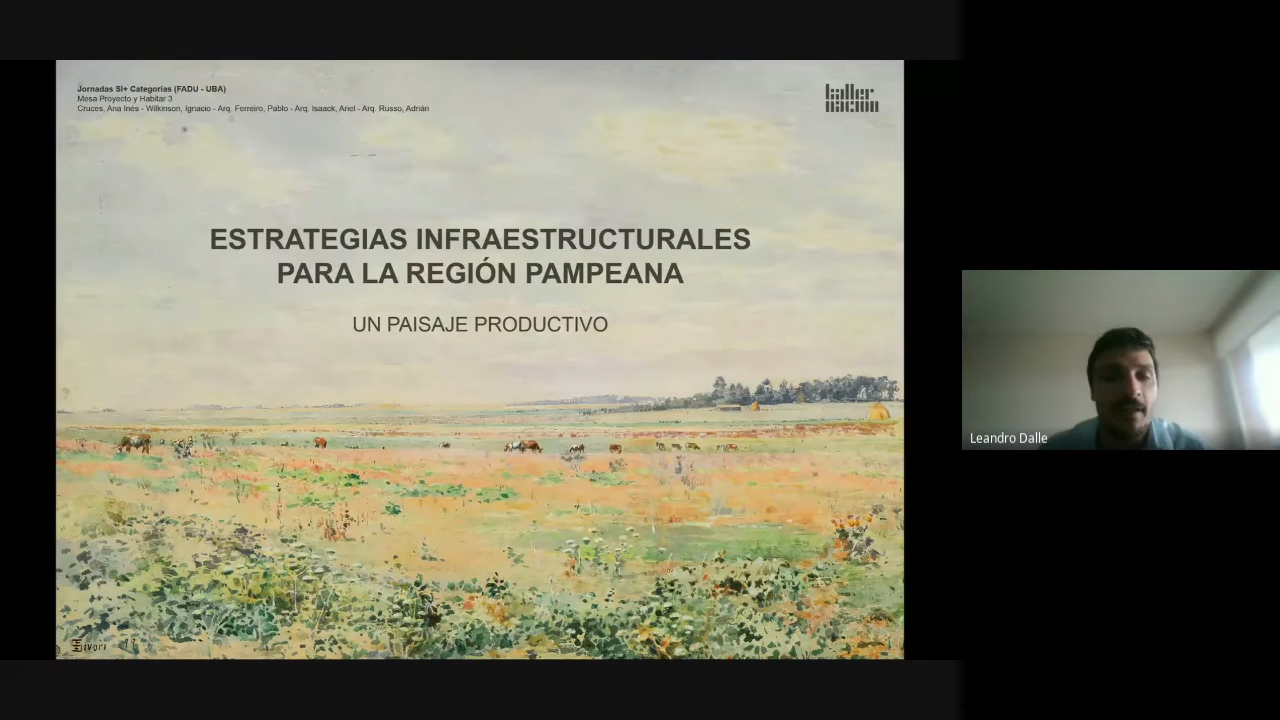 Jornadas SI+ Categorías (FADU - UBA)
Mesa Proyecto y Habitar 3
Cruces, Ana Inés - Wilkinson, Ignacio - Arq. Ferreiro, Pablo - Arq. Isaack, Ariel - Arq. Russo, Adrián
taller
nación
ESTRATEGIAS INFRAESTRUCTURALES
PARA LA REGIÓN PAMPEANA
UN PAISAJE PRODUCTIVO
Leandro Dalle